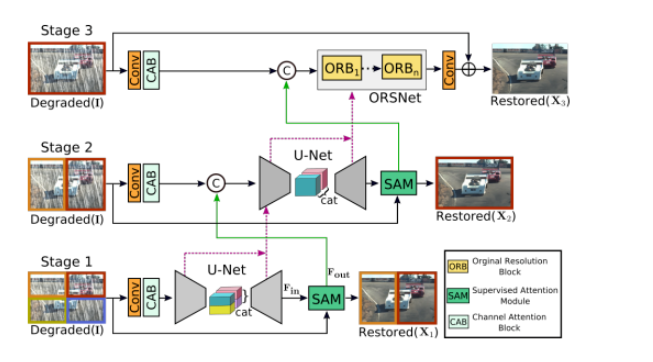 Stage 3
Conv
CAB
C
ORB1
ORBn
Conv
ORSNet
Degraded(I)
Restored(X3)
Stage 2
Conv
CAB
C
U-Net
cat
SAM
Degraded(I)
Restored(X2)
Stage 1
Conv
CAB
U-Net
cat
Fin
Fout
SAM
Degraded(I)
Restored(X1)
ORB
Orginal Resolution
Block
SAM
Supervised Attention
Module
CAB
Channel Attention
Block